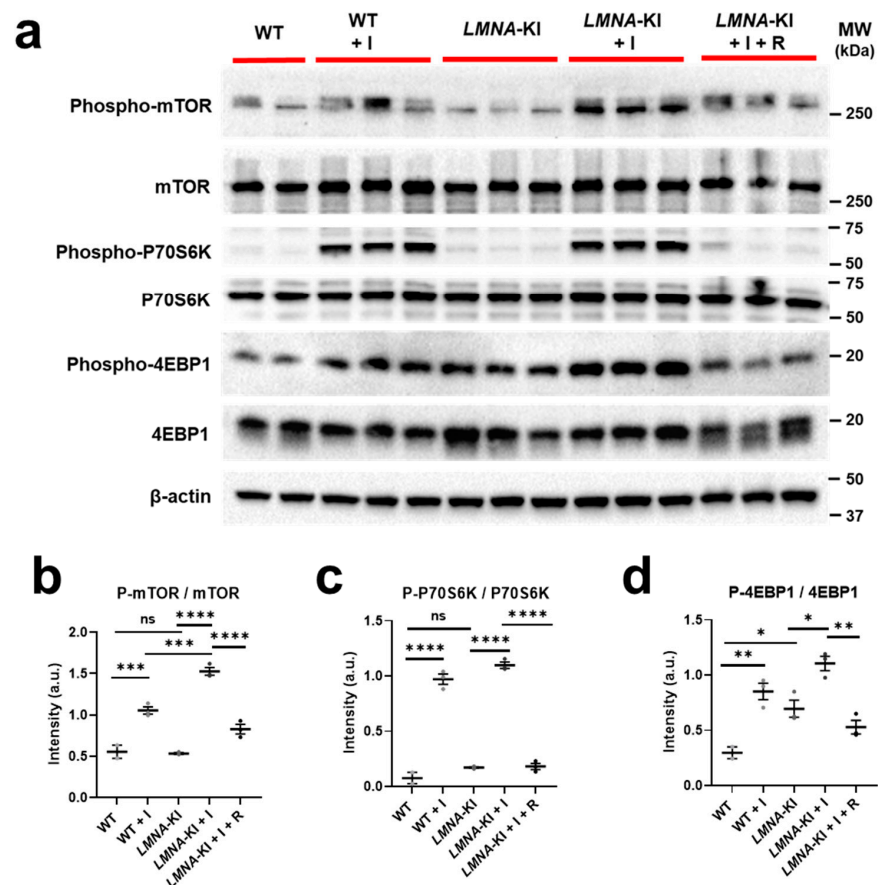 a
WT
WT
+ I
LMNA-KI
LMNA-KI
+ I
LMNA-KI
+ I + R
MW
(kDa)
Phospho-mTOR
250
mTOR
250
Phospho-P70S6K
75
50
P70S6K
75
50
Phospho-4EBP1
20
4EBP1
20
β-actin
50
37
b
P-mTOR / mTOR
ns
****
****
***
***
2.0
1.5
1.0
0.5
0.0
Intensity (a.u.)
WT
WT + I
LMNA-KI
LMNA-KI + I
LMNA-KI + I + R
c
P-P70S6K / P70S6K
ns
****
****
****
1.5
1.0
0.5
0.0
Intensity (a.u.)
WT
WT + I
LMNA-KI
LMNA-KI + I
LMNA-KI + I + R
d
P-4EBP1 / 4EBP1
*
*
**
**
1.5
1.0
0.5
0.0
Intensity (a.u.)
WT
WT + I
LMNA-KI
LMNA-KI + I
LMNA-KI + I + R